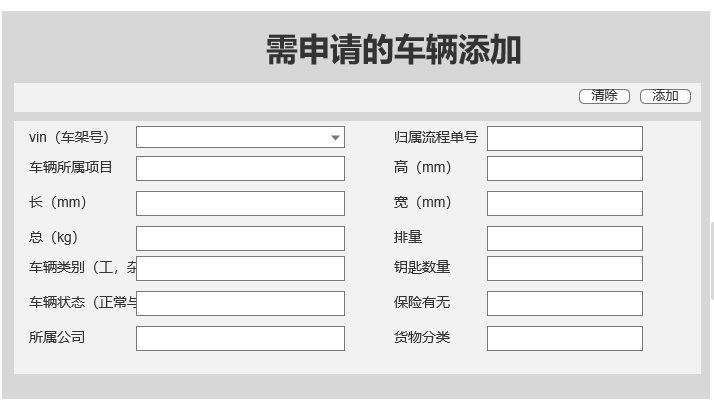 需申请的车辆添加
清除 添加
vin（车架号） 归属流程单号
车辆所属项目 高（mm）
长（mm） 宽（mm）
总（kg） 排量
车辆类别（工，杂 钥匙数量
车辆状态（正常与 保险有无
所属公司 货物分类